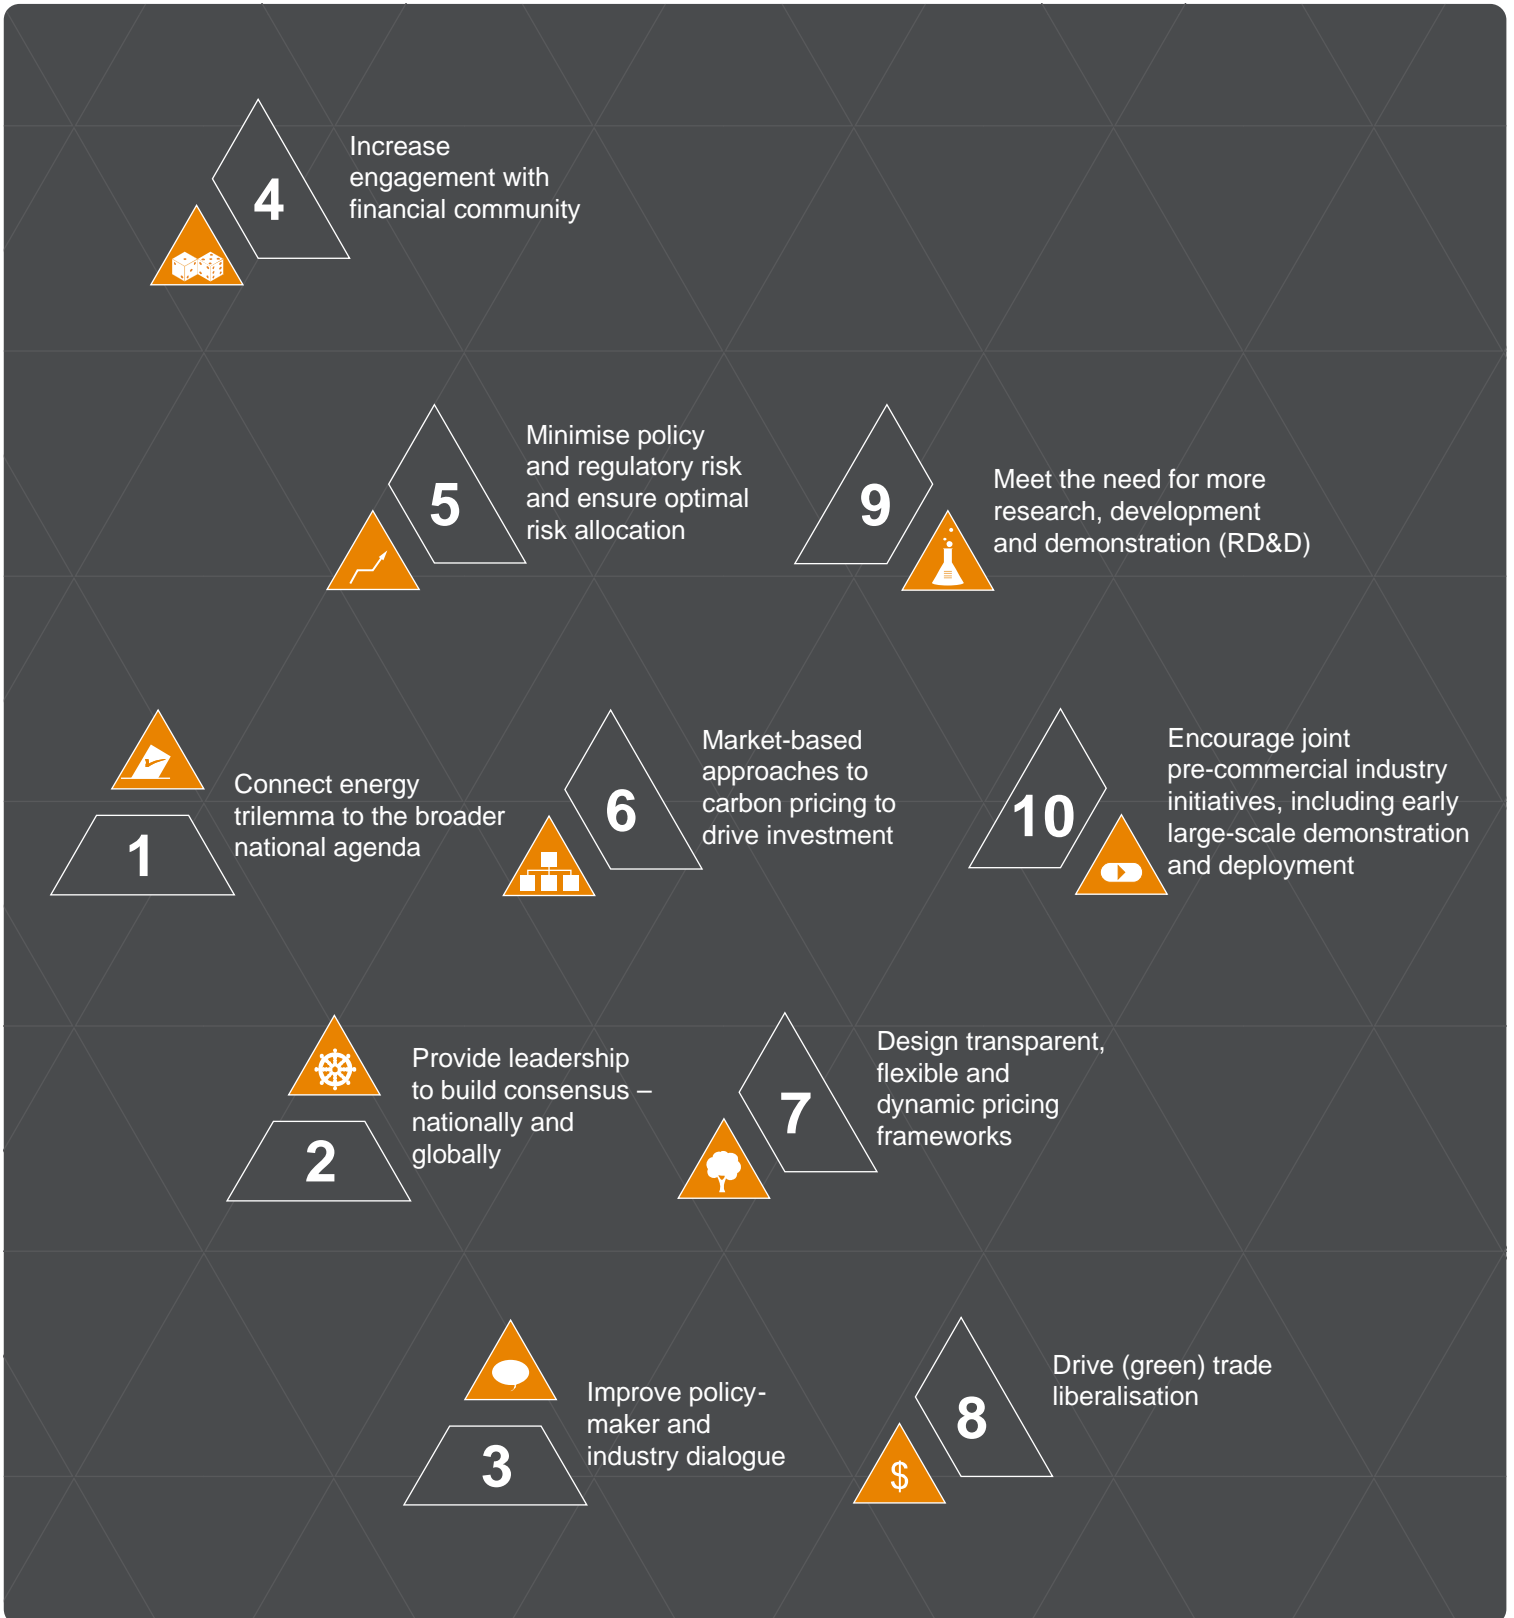 4
Increase
engagement with
financial community
5
Minimise policy
and regulatory risk
and ensure optimal
risk allocation
9
Meet the need for more
research, development
and demonstration (RD&D)
1
Connect energy
trilemma to the broader
national agenda
6
Market-based
approaches to
carbon pricing to
drive investment
10
Encourage joint
pre-commercial industry
initiatives, including early
large-scale demonstration
and deployment
2
Provide leadership
to build consensus –
nationally and
globally
7
Design transparent,
flexible and
dynamic pricing
frameworks
3
Improve policy-
maker and
industry dialogue
8
$
Drive (green) trade
liberalisation